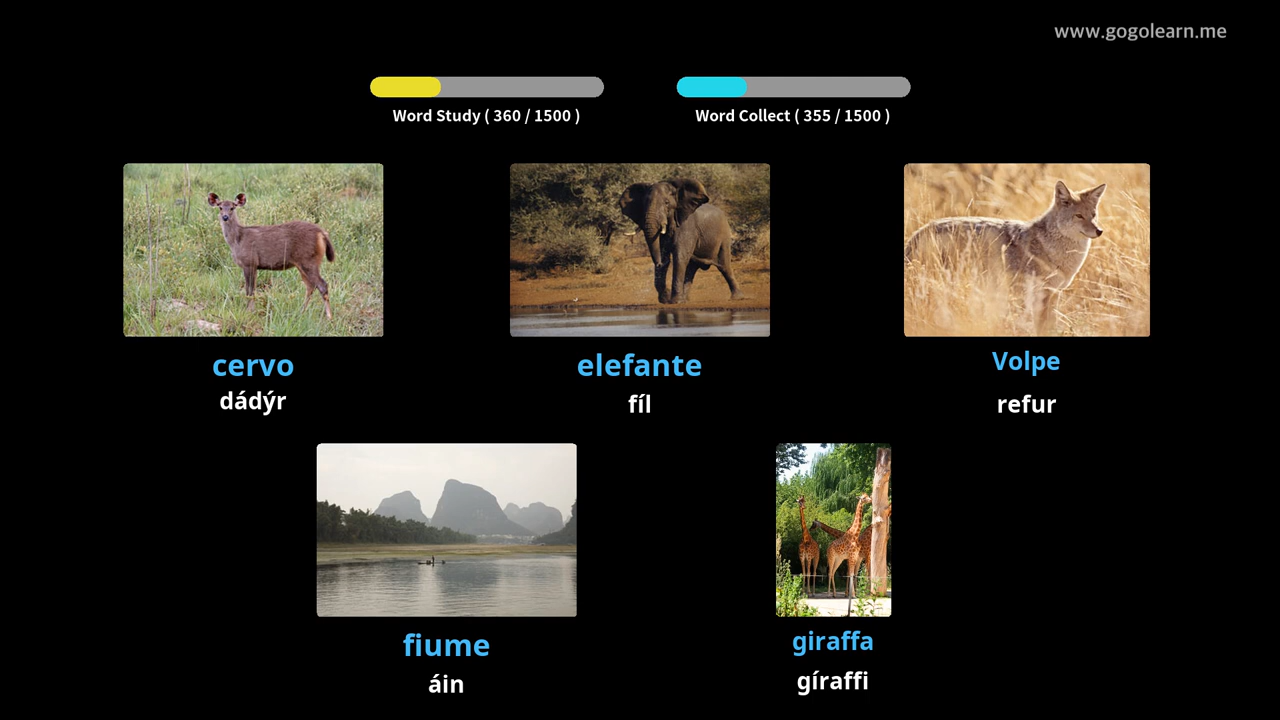 www.gogolearn.me
Word Study ( 360 / 1500 )
Word Collect ( 355 / 1500 )
cervo
dádýr
elefante
fíl
Volpe
refur
fiume
áin
giraffa
gíraffi